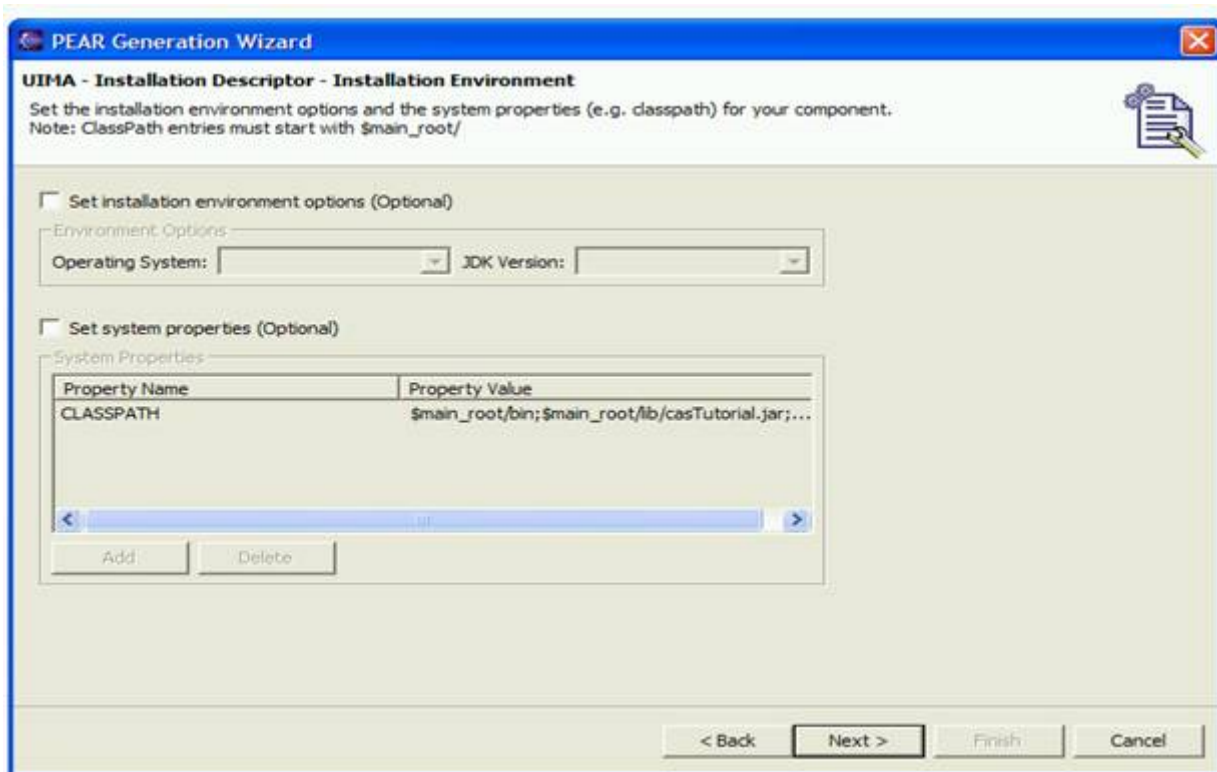 PEAR Generation Wizard
UIMA - Installation Descriptor - Installation Environment
Set the installation environment options and the system properties (e.g. classpath) for your component.
Note: ClassPath entries must start with $main_root/
Set installation environment options (Optional)
Environment Options
Operating System: JDK Version:
Set system properties (Optional)
System Properties
Property Name Property Value
CLASSPATH $main_root/bin;$main_root/lib/casTutorial.jar;...
Add Delete
< Back Next > Finish Cancel